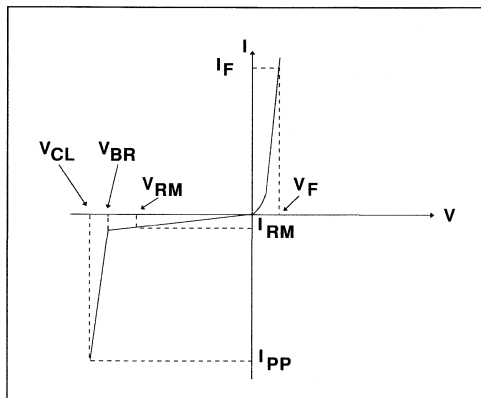 I
I_F
V_CL
V_BR
V_RM
V_F
V
I_RM
I_PP